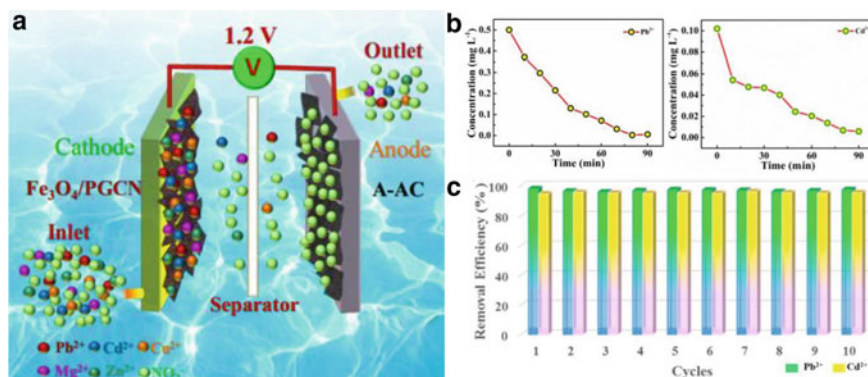 a
1.2 V
V
Outlet
Cathode
Anode
Fe₃O₄/PGCN
A-AC
Inlet
Separator
Pb²⁺ Cd²⁺ Cu²⁺
Mg²⁺ Zn²⁺ NO₃⁻
b
Concentration (mg L⁻¹)
0.5
0.4
0.3
0.2
0.1
0.0
Pb²⁺
0 30 60 90
Time (min)
Concentration (mg L⁻¹)
0.10
0.08
0.06
0.04
0.02
0.00
Cd²⁺
0 30 60 90
Time (min)
c
Removal Efficiency (%)
100
80
60
40
20
0
1 2 3 4 5 6 7 8 9 10
Cycles
Pb²⁺ Cd²⁺